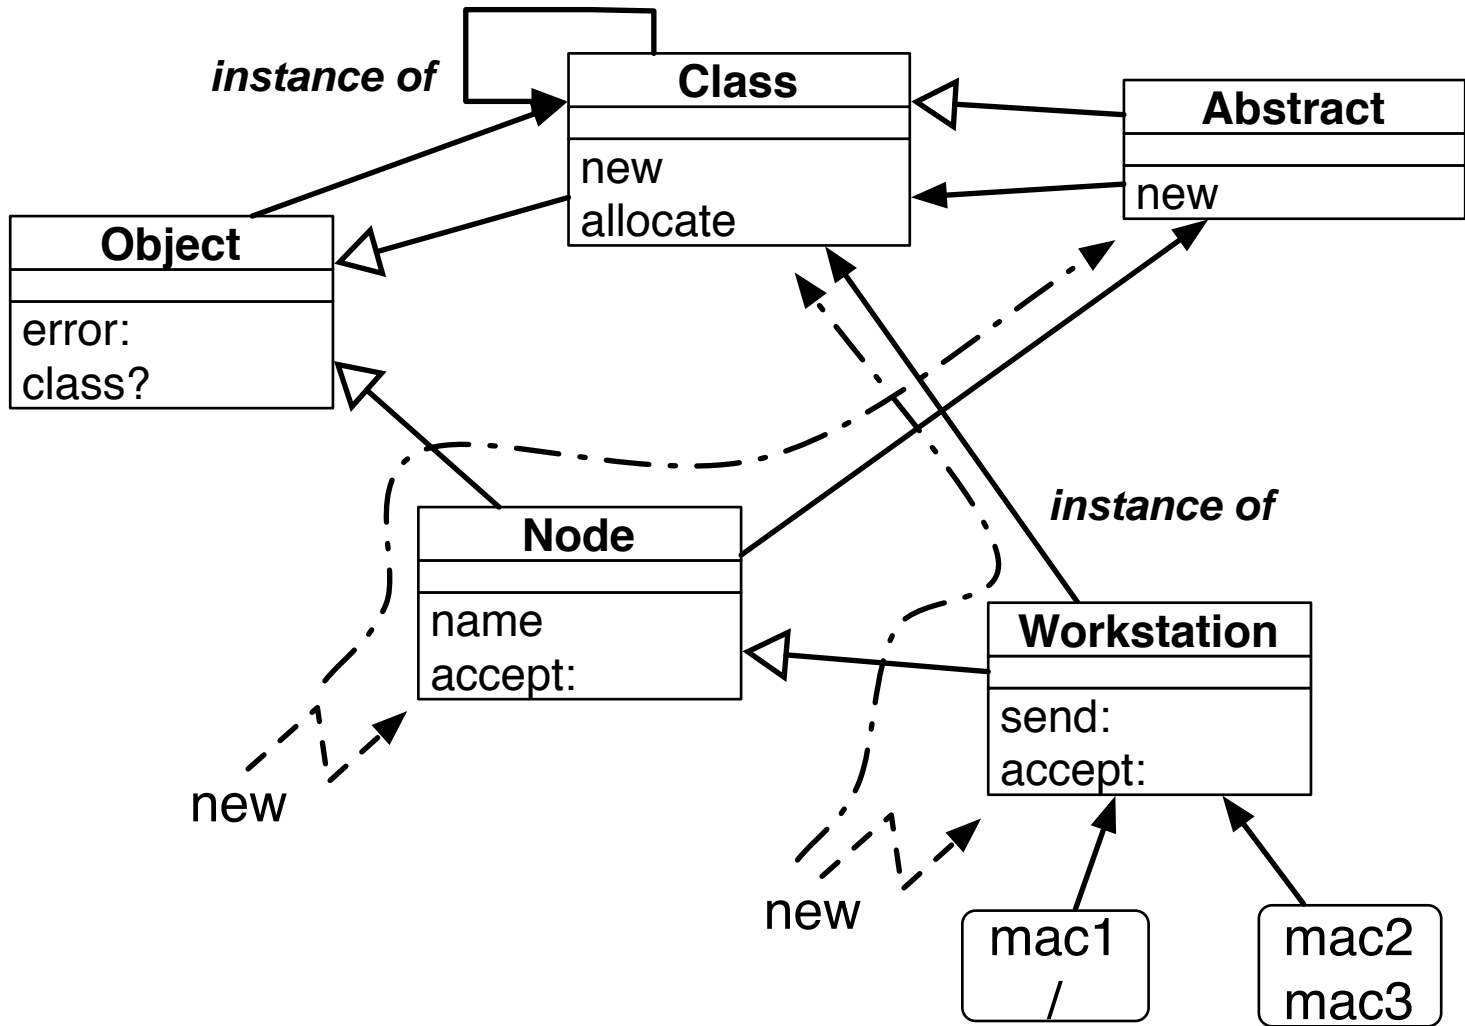 instance of
Class
new
allocate
Abstract
new
Object
error:
class?
instance of
Node
name
accept:
Workstation
send:
accept:
new
new
mac1
/
mac2
mac3